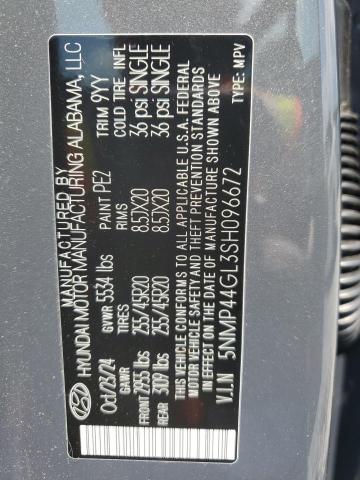 MANUFACTURED BY
HYUNDAI MOTOR MANUFACTURING ALABAMA, LLC
Oct/23/24 GVWR 5534 lbs PAINT PE2 TRIM 9YY
GAWR TIRES RIMS COLD TIRE INFL
FRONT 2955 lbs 255/45R20 8.5JX20 36 psi SINGLE
REAR 3109 lbs 255/45R20 8.5JX20 36 psi SINGLE
THIS VEHICLE CONFORMS TO ALL APPLICABLE U.S.A. FEDERAL
MOTOR VEHICLE SAFETY AND THEFT PREVENTION STANDARDS
IN EFFECT ON THE DATE OF MANUFACTURE SHOWN ABOVE.
V.I.N 5NMP44GL3SH096672 TYPE : MPV